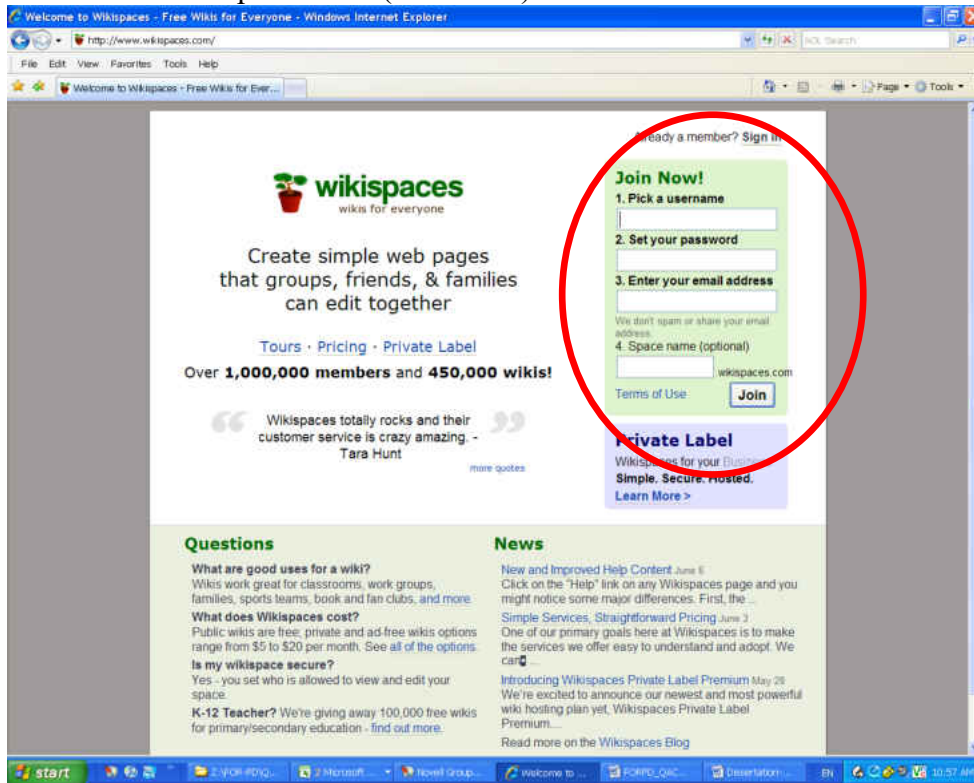 Welcome to Wikispaces - Free Wikis for Everyone - Windows Internet Explorer
http://www.wikispaces.com/
AOL Search
File Edit View Favorites Tools Help
Welcome to Wikispaces - Free Wikis for Ever...
Page Tools
Already a member? Sign In
wikispaces
wikis for everyone
Create simple web pages
that groups, friends, & families
can edit together
Tours · Pricing · Private Label
Over 1,000,000 members and 450,000 wikis!
“ Wikispaces totally rocks and their ”
customer service is crazy amazing. -
Tara Hunt
more quotes
Join Now!
1. Pick a username
2. Set your password
3. Enter your email address
We don't spam or share your email
address.
4. Space name (optional)
wikispaces.com
Terms of Use Join
Private Label
Wikispaces for your Business
Simple. Secure. Hosted.
Learn More >
Questions
What are good uses for a wiki?
Wikis work great for classrooms, work groups,
families, sports teams, book and fan clubs, and more.
What does Wikispaces cost?
Public wikis are free; private and ad-free wikis options
range from $5 to $20 per month. See all of the options.
Is my wikispace secure?
Yes - you set who is allowed to view and edit your
space.
K-12 Teacher? We're giving away 100,000 free wikis
for primary/secondary education - find out more.
News
New and Improved Help Content June 6
Click on the "Help" link on any Wikispaces page and you
might notice some major differences. First, the ...
Simple Services, Straightforward Pricing June 3
One of our primary goals here at Wikispaces is to make
the services we offer easy to understand and adopt. We
can ...
Introducing Wikispaces Private Label Premium May 29
We're excited to announce our newest and most powerful
wiki hosting plan yet, Wikispaces Private Label
Premium....
Read more on the Wikispaces Blog
start 2 Microsoft ... Novell Group... Welcome to ... Dissertation EN 10:57 AM